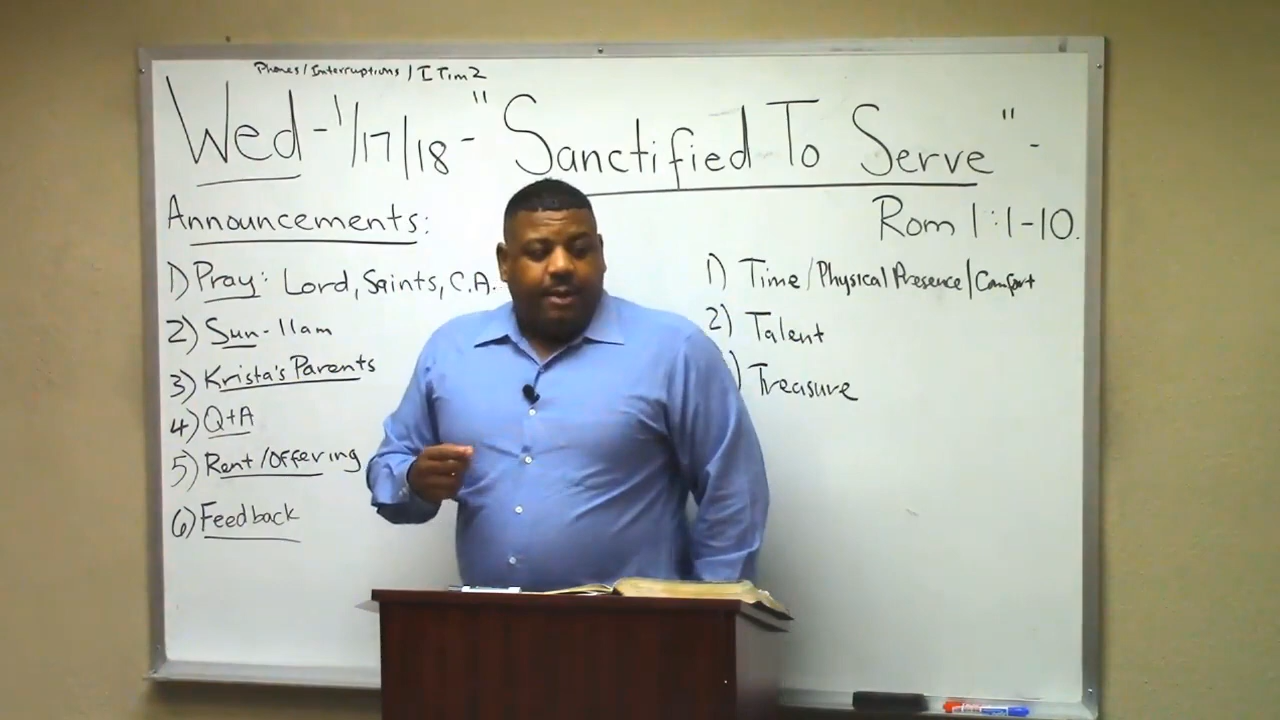 Phones/Interruptions/I Tim 2
Wed - 1/17/18 - "Sanctified To Serve" -
Rom 1:1-10.
Announcements:
1) Pray: Lord, Saints, C.A.
2) Sun - 11am
3) Krista's Parents
4) Q+A
5) Rent/Offering
6) Feedback
1) Time/Physical Presence/Comfort
2) Talent
) Treasure